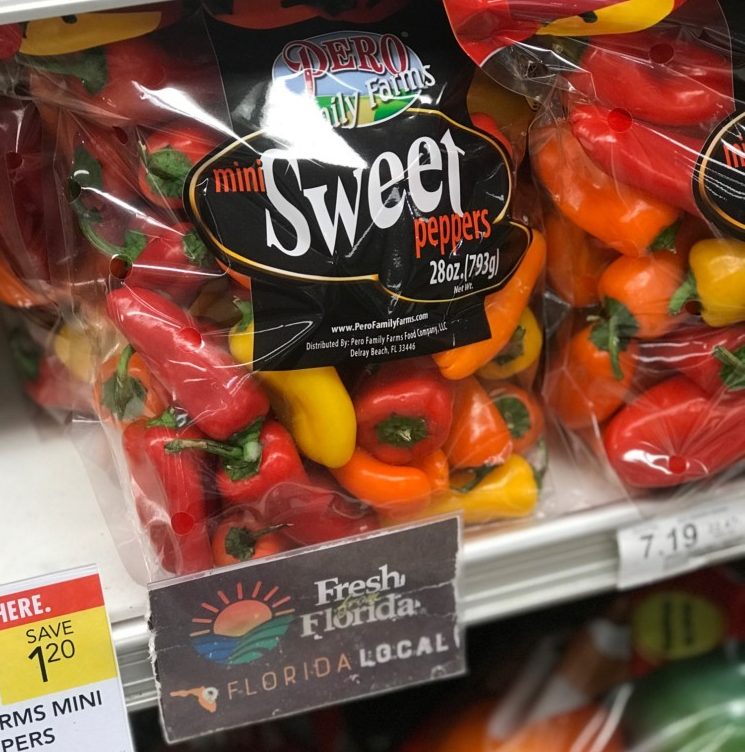 PERO
ily Farms
mini
Sweet
peppers
28oz.(793g)
Net Wt.
www.PeroFamilyFarms.com
Distributed By: Pero Family Farms Food Company, LLC
Delray Beach, FL 33446
mi
Fresh
from
Florida
FLORIDA LOCAL
7.19
HERE.
SAVE
1 20
RMS MINI
PERS